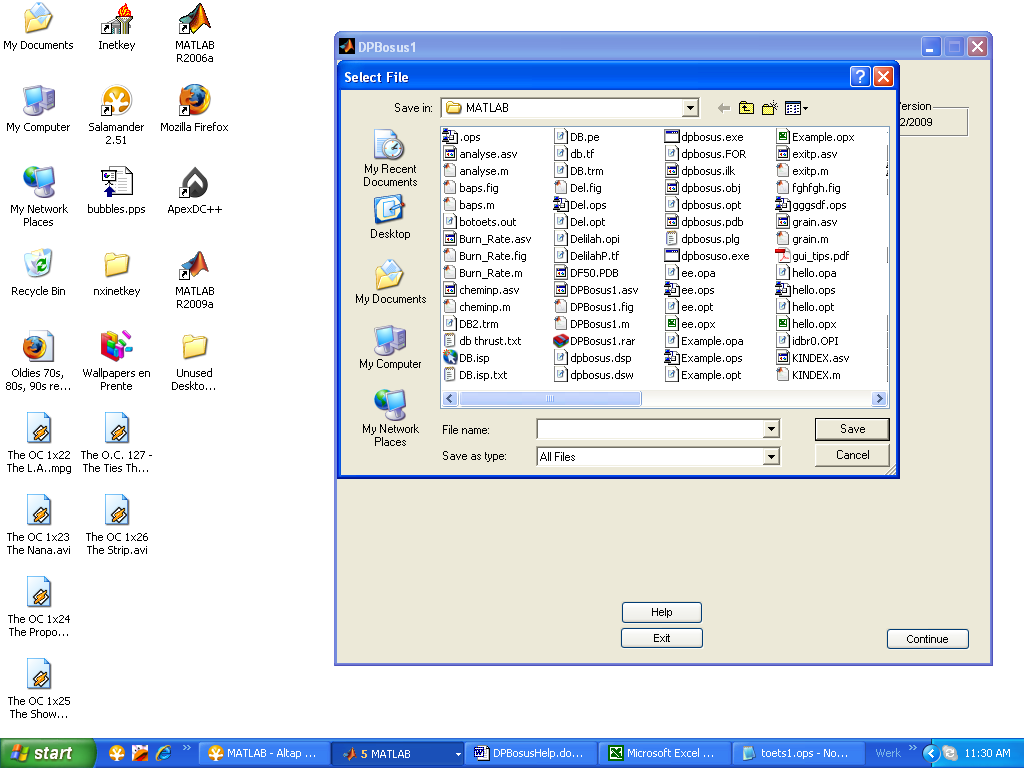 My Documents
Inetkey
MATLAB
R2006a
My Computer
Salamander
2.51
Mozilla Firefox
My Network
Places
bubbles.pps
ApexDC++
Recycle Bin
nxinetkey
MATLAB
R2009a
Oldies 70s,
80s, 90s re...
Wallpapers en
Prente
Unused
Deskto...
The OC 1x22
The L.A..mpg
The O.C. 127 -
The Ties Th...
The OC 1x23
The Nana.avi
The OC 1x26
The Strip.avi
The OC 1x24
The Propo...
The OC 1x25
The Show...
DPBosus1
Select File
Save in:
MATLAB
ersion
2/2009
My Recent
Documents
Desktop
My Documents
My Computer
My Network
Places
.ops
analyse.asv
analyse.m
baps.fig
baps.m
botoets.out
Burn_Rate.asv
Burn_Rate.fig
Burn_Rate.m
cheminp.asv
cheminp.m
DB2.trm
db thrust.txt
DB.isp
DB.isp.txt
DB.pe
db.tf
DB.trm
Del.fig
Del.ops
Del.opt
Delilah.opi
DelilahP.tf
DF50.PDB
DPBosus1.asv
DPBosus1.fig
DPBosus1.m
DPBosus1.rar
dpbosus.dsp
dpbosus.dsw
dpbosus.exe
dpbosus.FOR
dpbosus.ilk
dpbosus.obj
dpbosus.opt
dpbosus.pdb
dpbosus.plg
dpbosuso.exe
ee.opa
ee.ops
ee.opt
ee.opx
Example.opa
Example.ops
Example.opt
Example.opx
exitp.asv
exitp.m
fghfgh.fig
gggsdf.ops
grain.asv
grain.m
gui_tips.pdf
hello.opa
hello.ops
hello.opt
hello.opx
idbr0.OPI
KINDEX.asv
KINDEX.m
File name:
Save
Save as type:
All Files
Cancel
Help
Exit
Continue
start
MATLAB - Altap ...
5 MATLAB
DPBosusHelp.do...
Microsoft Excel ...
toets1.ops - No...
Werk
11:30 AM